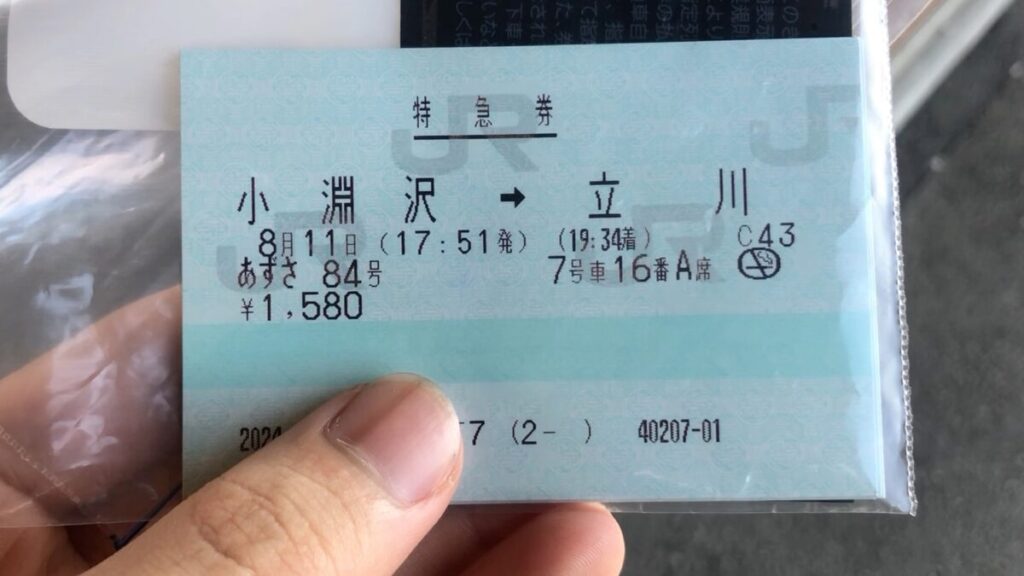 特急券
小淵沢 → 立川
8月11日 (17:51発) (19:34着) C43
あずさ 84号 7号車16番A席
¥1,580
2024 57 (2- ) 40207-01